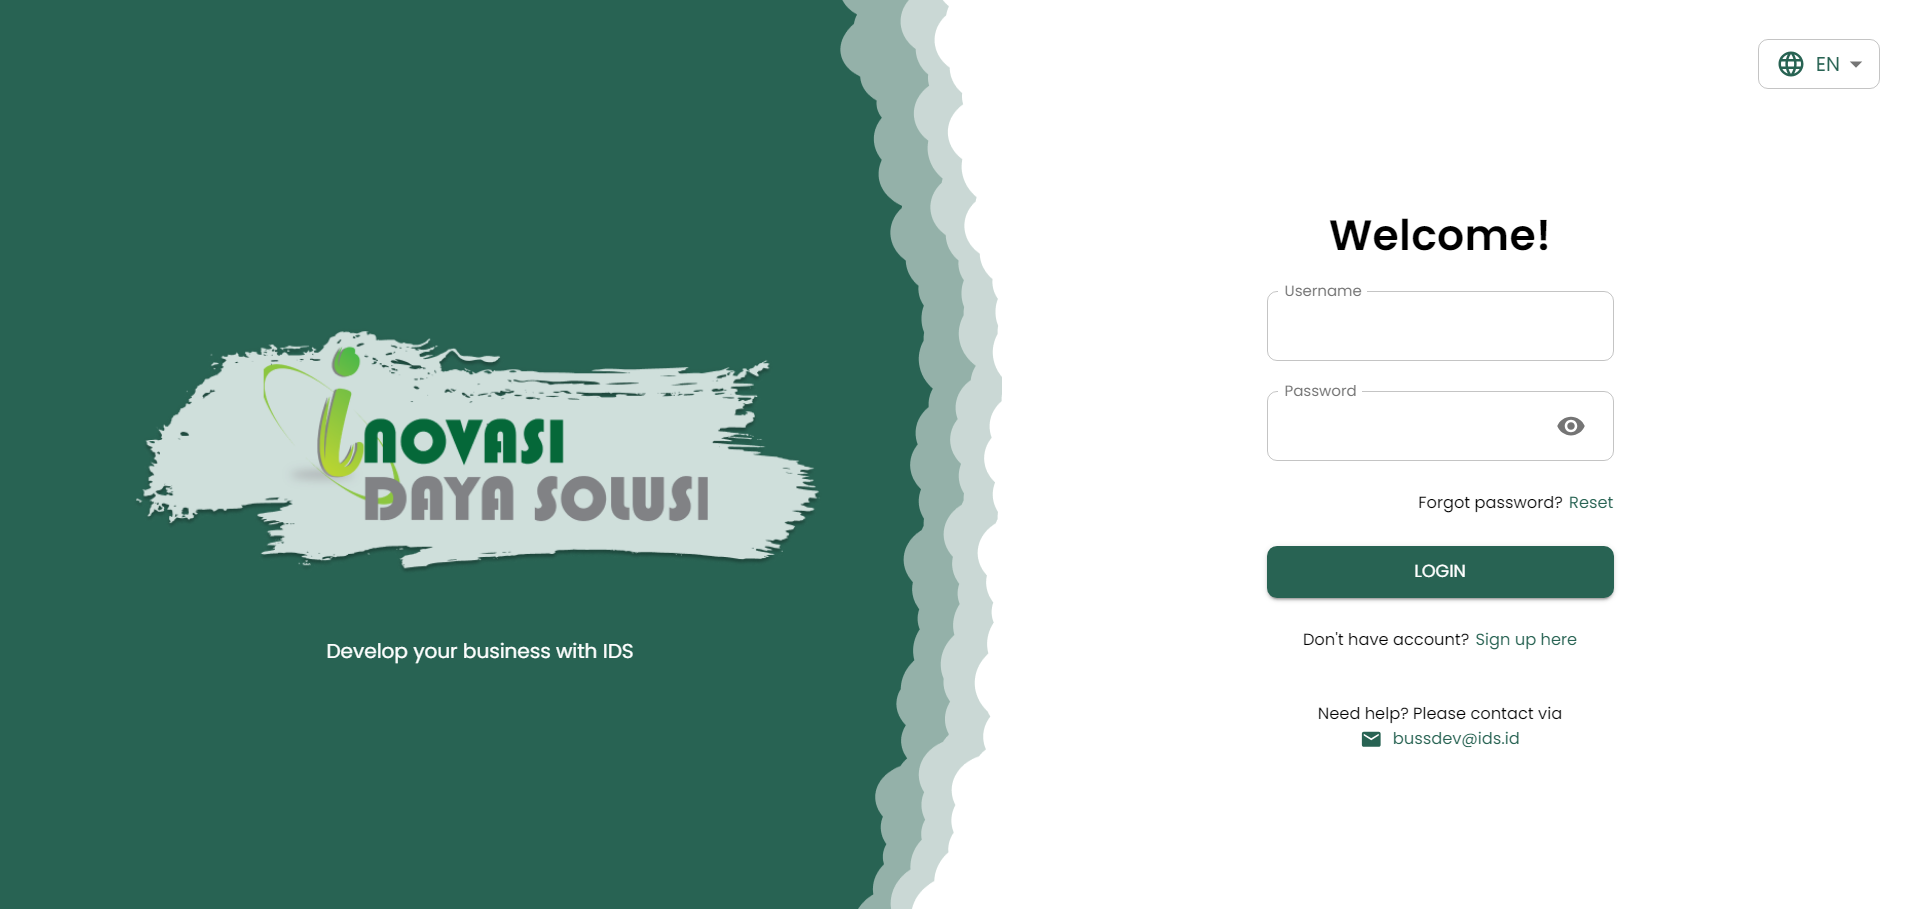 iNOVASI
DAYA SOLUSI
Develop your business with IDS
EN
Welcome!
Username
Password
Forgot password? Reset
LOGIN
Don't have account? Sign up here
Need help? Please contact via
bussdev@ids.id